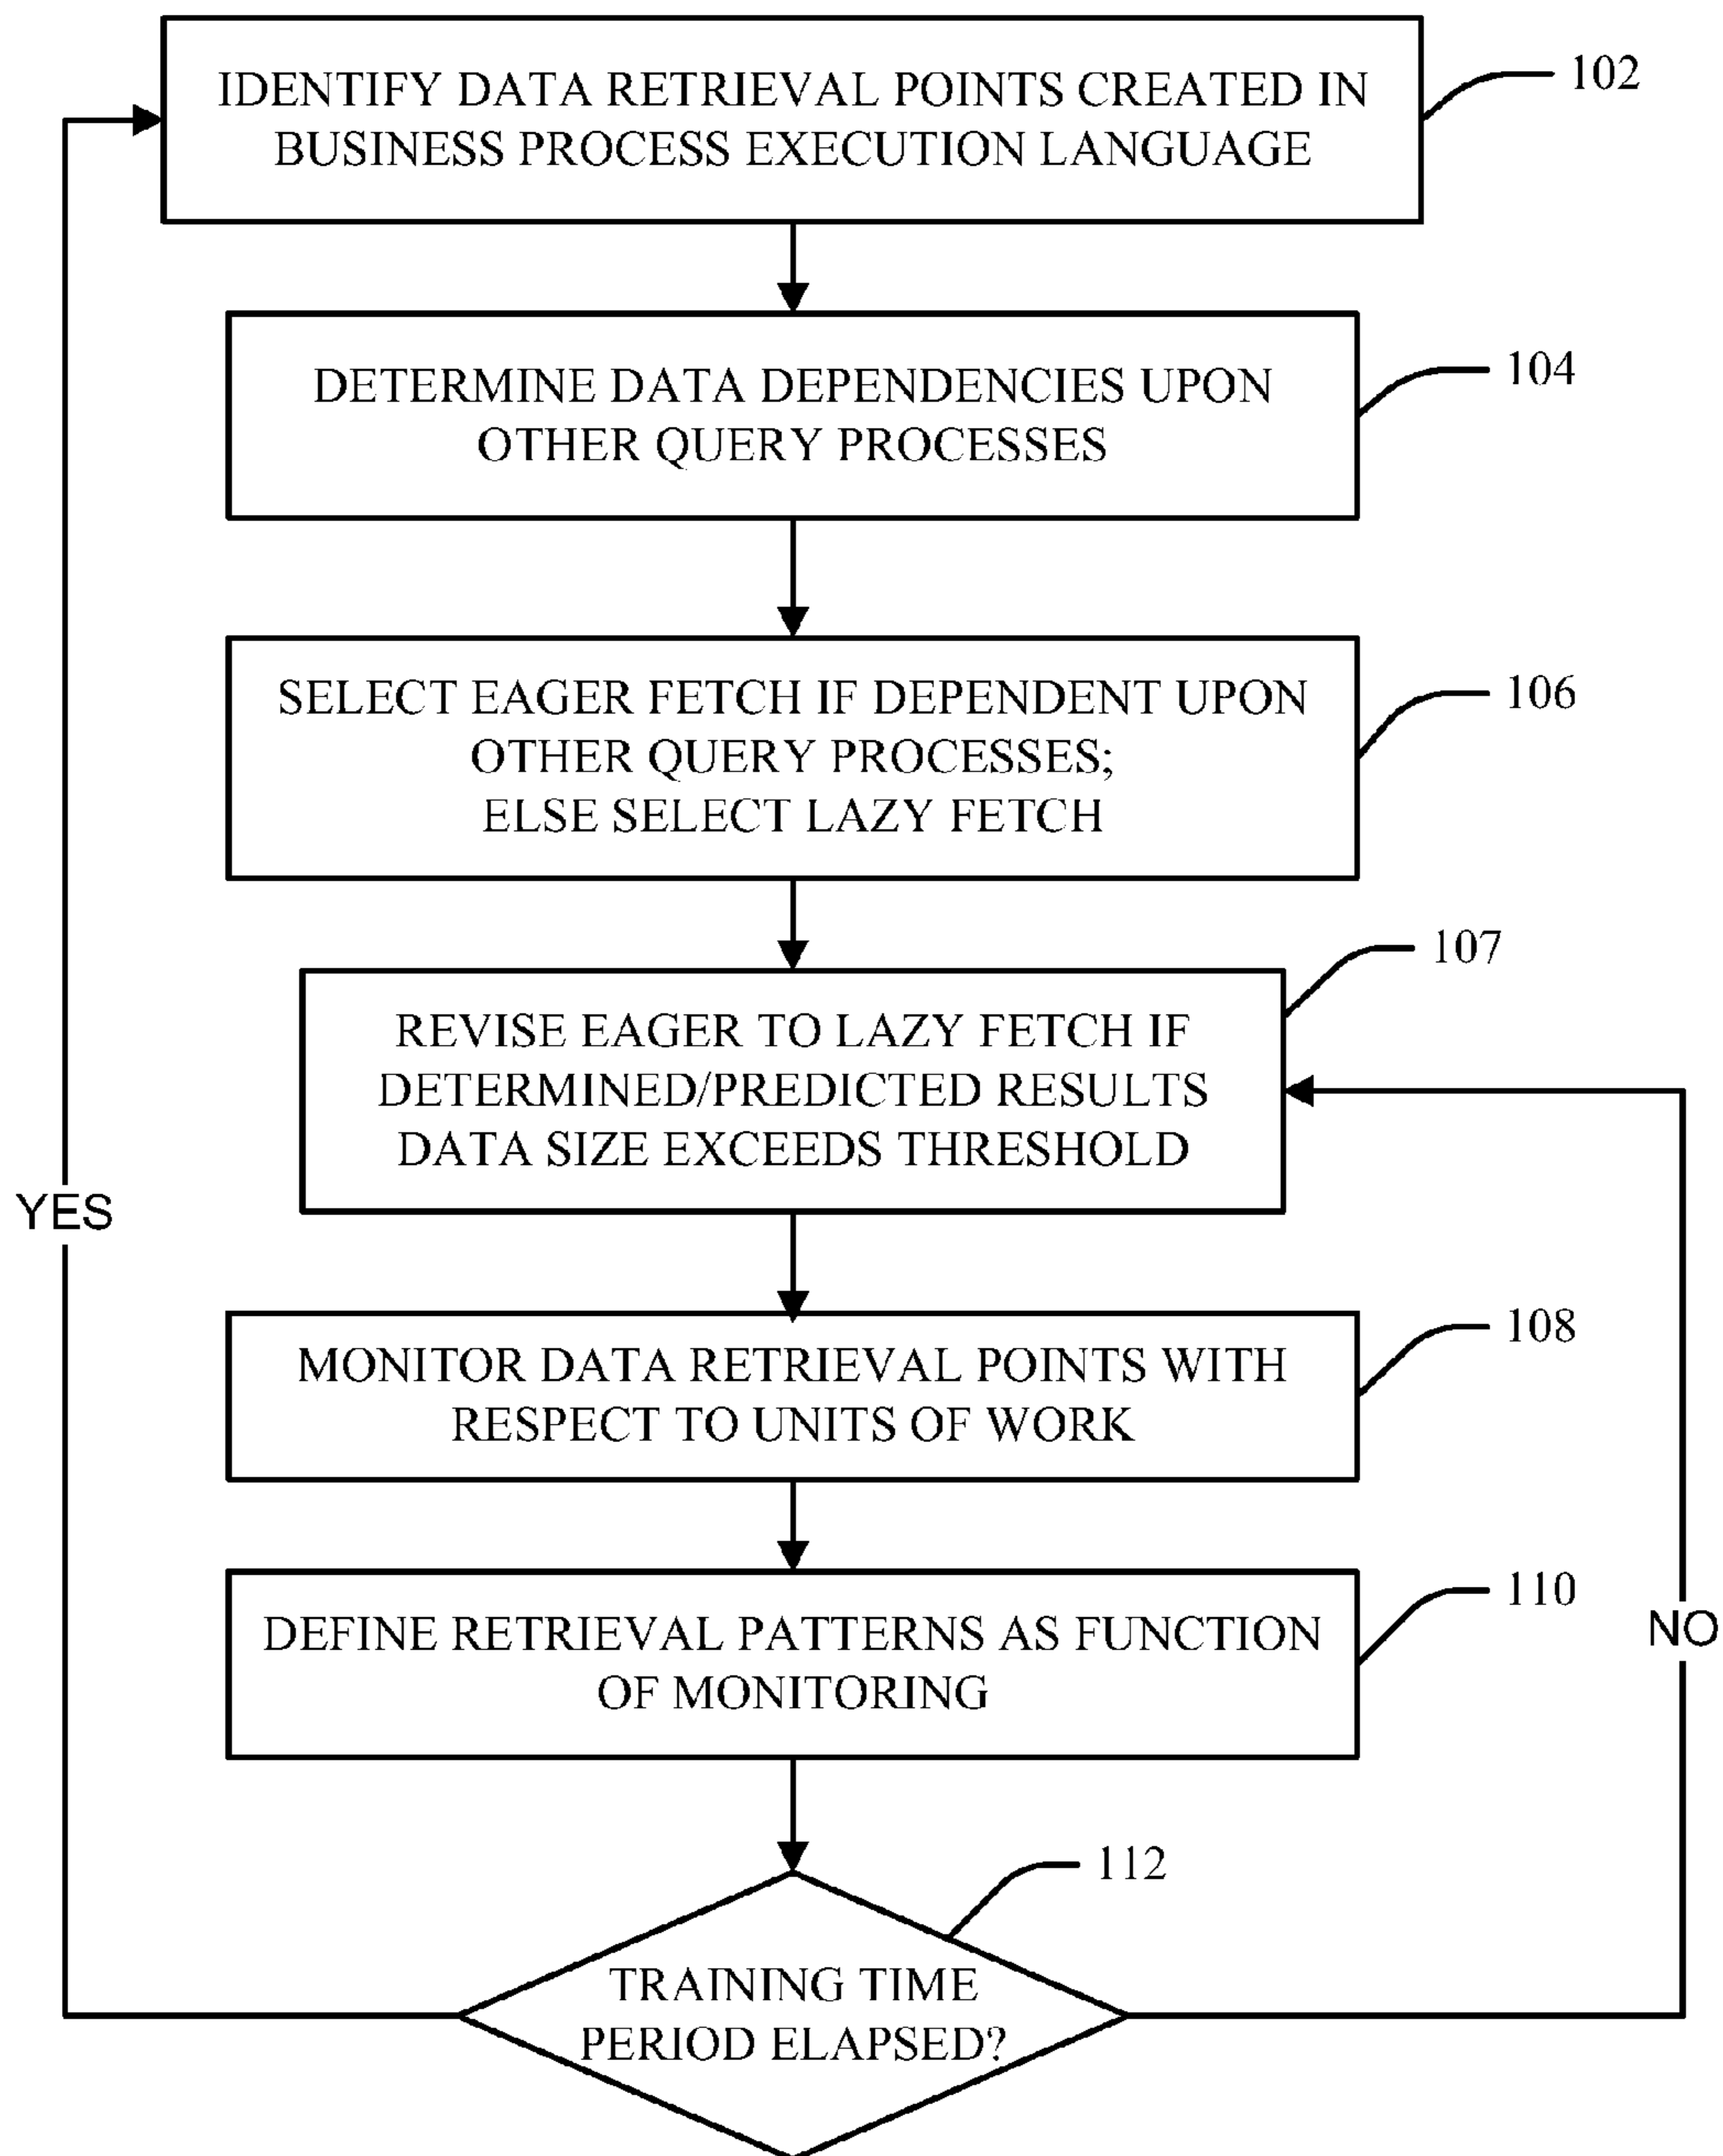 IDENTIFY DATA RETRIEVAL POINTS CREATED IN
BUSINESS PROCESS EXECUTION LANGUAGE
102
DETERMINE DATA DEPENDENCIES UPON
OTHER QUERY PROCESSES
104
SELECT EAGER FETCH IF DEPENDENT UPON
OTHER QUERY PROCESSES;
ELSE SELECT LAZY FETCH
106
107
REVISE EAGER TO LAZY FETCH IF
DETERMINED/PREDICTED RESULTS
DATA SIZE EXCEEDS THRESHOLD
YES
MONITOR DATA RETRIEVAL POINTS WITH
RESPECT TO UNITS OF WORK
108
DEFINE RETRIEVAL PATTERNS AS FUNCTION
OF MONITORING
110
NO
112
TRAINING TIME
PERIOD ELAPSED?